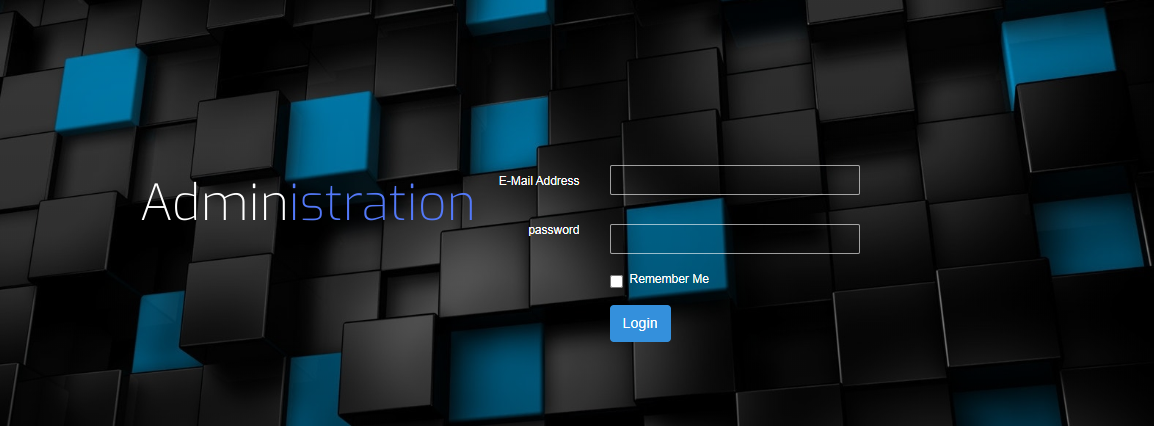 Administration
E-Mail Address
password
Remember Me
Login